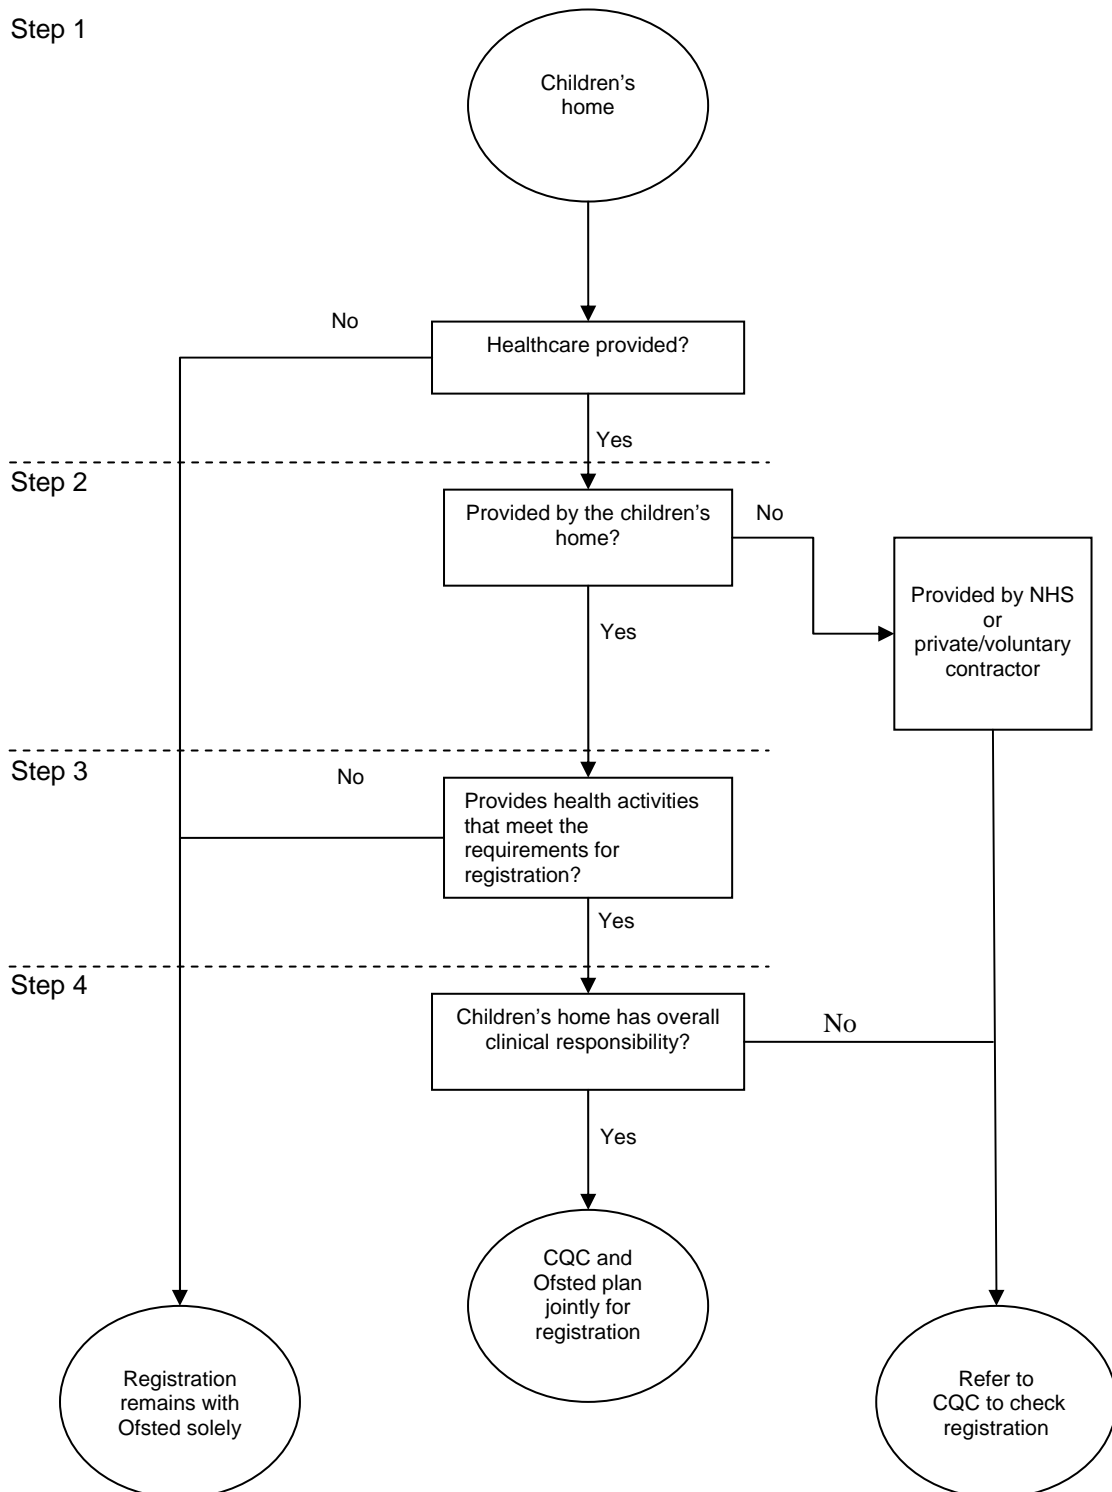 Step 1
Children’s
home
No
Healthcare provided?
Yes
Step 2
Provided by the children’s
home?
No
Provided by NHS
or
private/voluntary
contractor
Yes
Step 3
No
Provides health activities
that meet the
requirements for
registration?
Yes
Step 4
Children’s home has overall
clinical responsibility?
No
Yes
CQC and
Ofsted plan
jointly for
registration
Registration
remains with
Ofsted solely
Refer to
CQC to check
registration